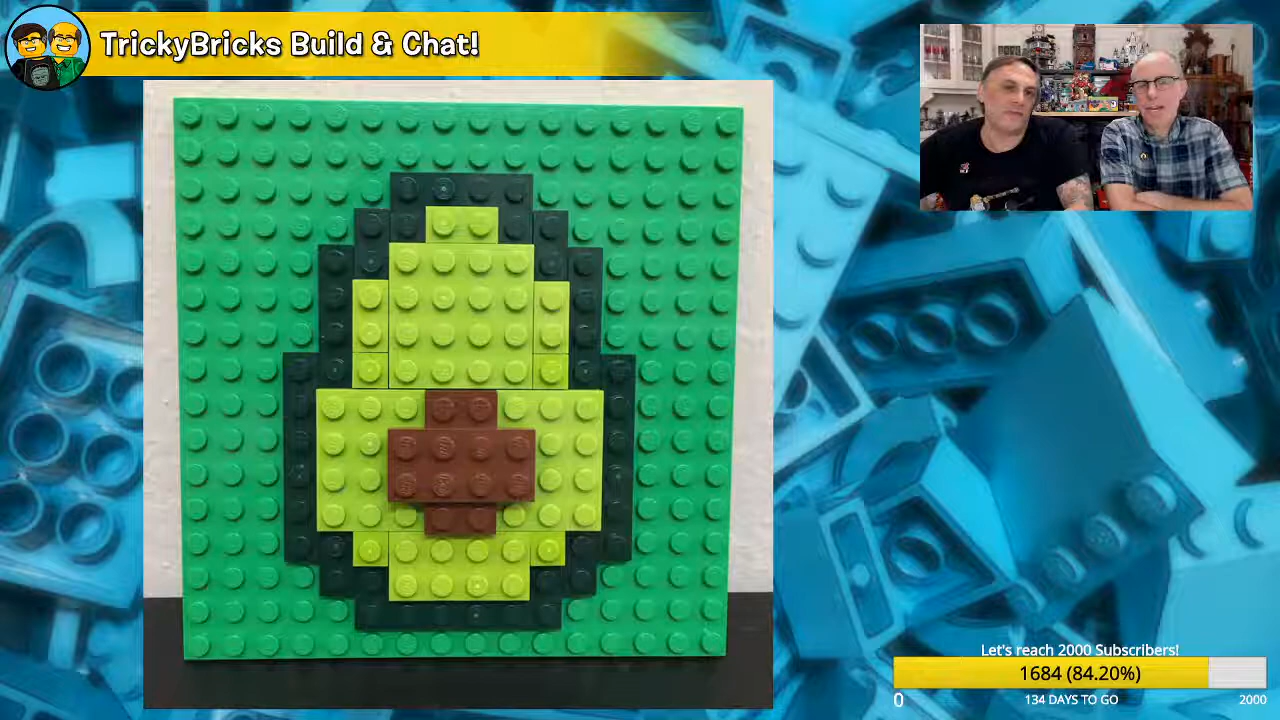 TrickyBricks Build & Chat!
Let's reach 2000 Subscribers!
1684 (84.20%)
0
134 DAYS TO GO
2000